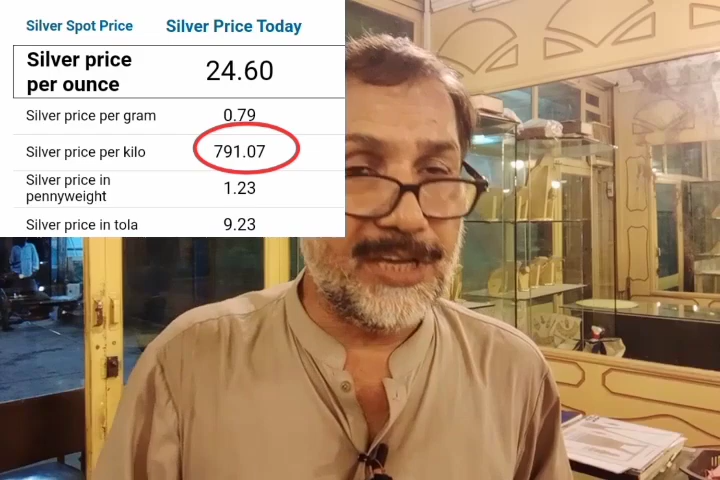 Silver Spot Price Silver Price Today
Silver price
per ounce 24.60
Silver price per gram 0.79
Silver price per kilo 791.07
Silver price in
pennyweight 1.23
Silver price in tola 9.23